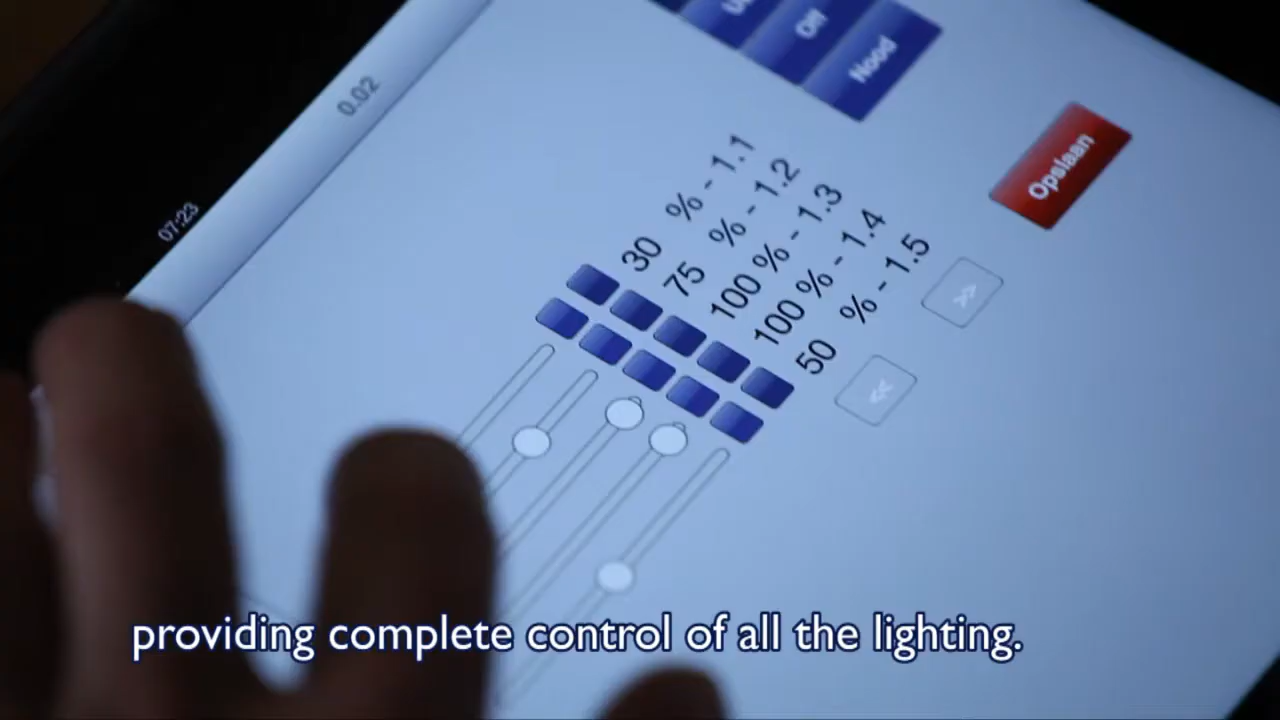 07:23
0.02
Off
Nood
30 % - 1.1
75 % - 1.2
100 % - 1.3
100 % - 1.4
50 % - 1.5
Opslaan
>>
<<
providing complete control of all the lighting.